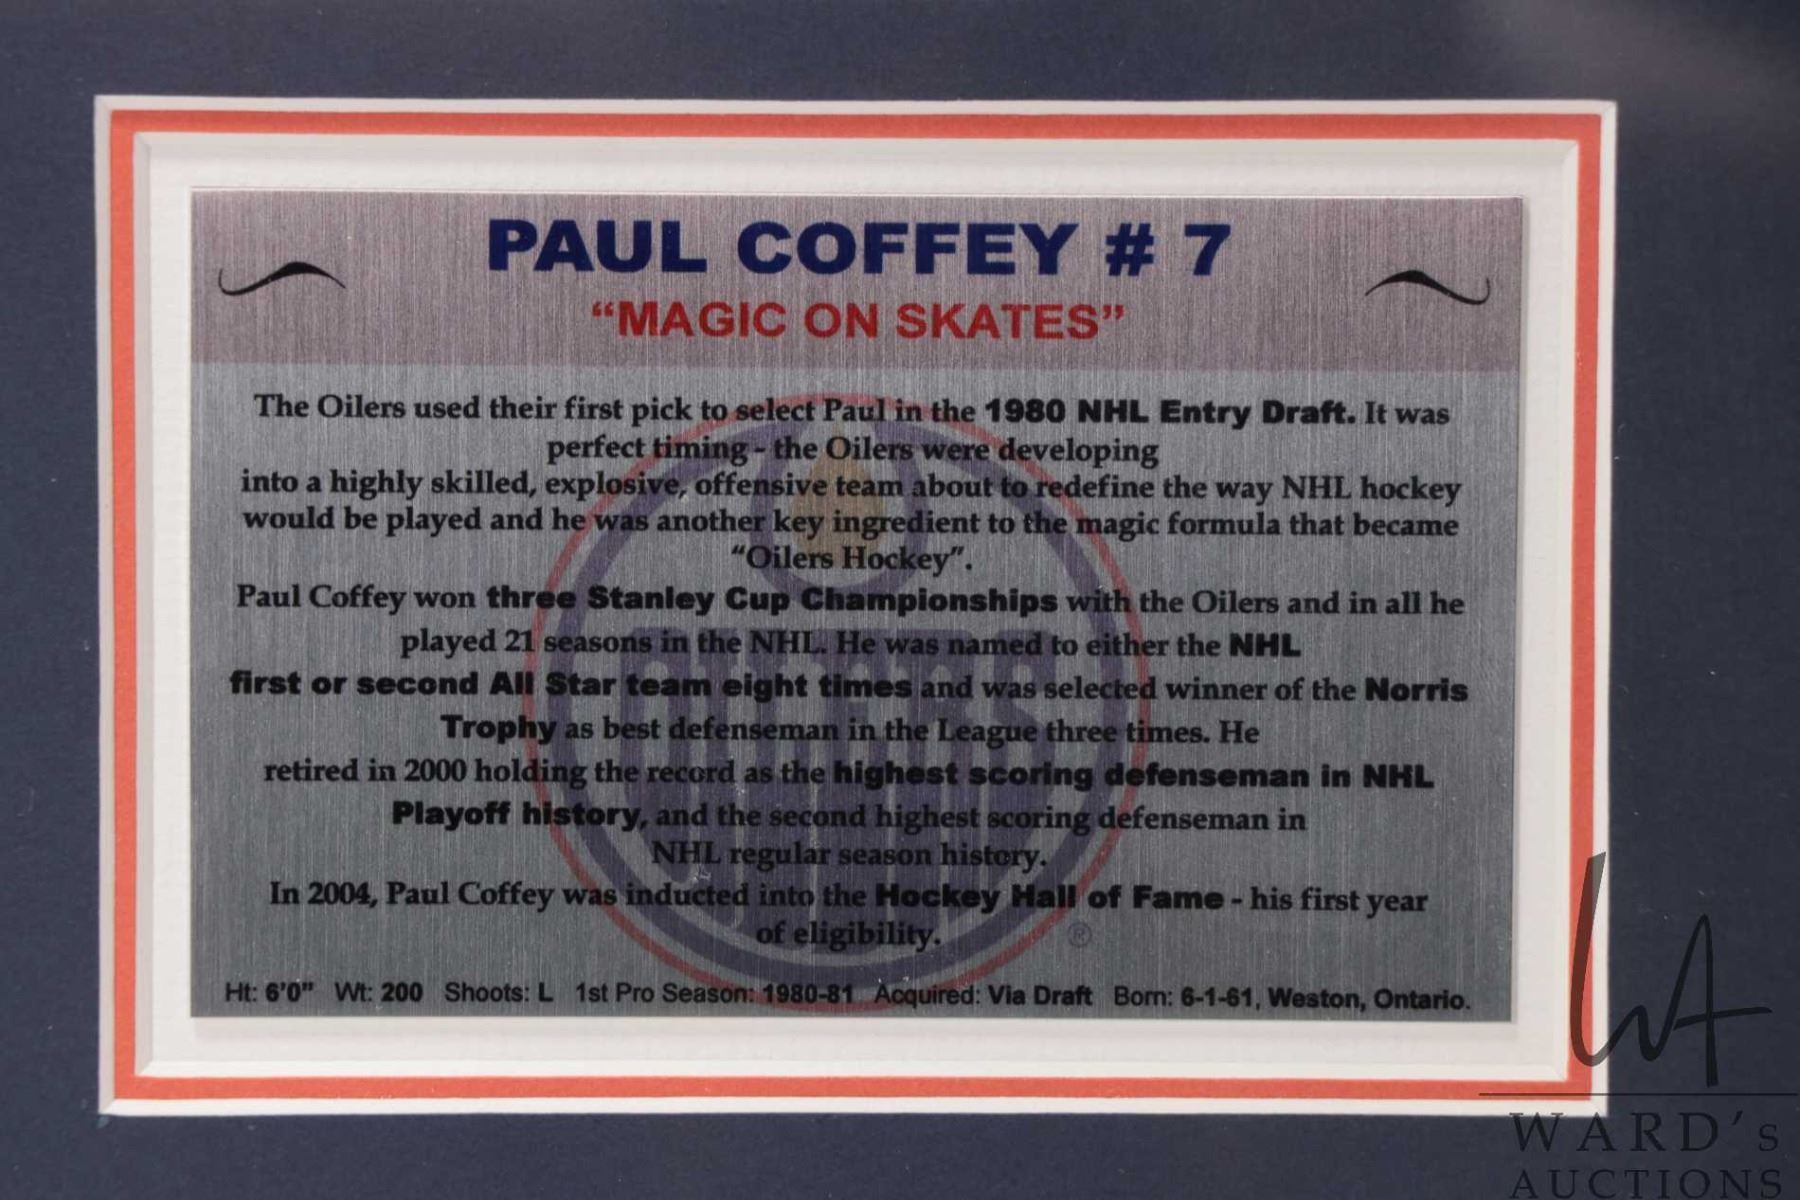 PAUL COFFEY # 7
“MAGIC ON SKATES”
The Oilers used their first pick to select Paul in the 1980 NHL Entry Draft. It was
perfect timing - the Oilers were developing
into a highly skilled, explosive, offensive team about to redefine the way NHL hockey
would be played and he was another key ingredient to the magic formula that became
“Oilers Hockey”.
Paul Coffey won three Stanley Cup Championships with the Oilers and in all he
played 21 seasons in the NHL. He was named to either the NHL
first or second All Star team eight times and was selected winner of the Norris
Trophy as best defenseman in the League three times. He
retired in 2000 holding the record as the highest scoring defenseman in NHL
Playoff history, and the second highest scoring defenseman in
NHL regular season history.
In 2004, Paul Coffey was inducted into the Hockey Hall of Fame - his first year
of eligibility.
Ht: 6'0" Wt: 200 Shoots: L 1st Pro Season: 1980-81 Acquired: Via Draft Born: 6-1-61, Weston, Ontario.
OILERS
®
WA
WARD's
AUCTIONS